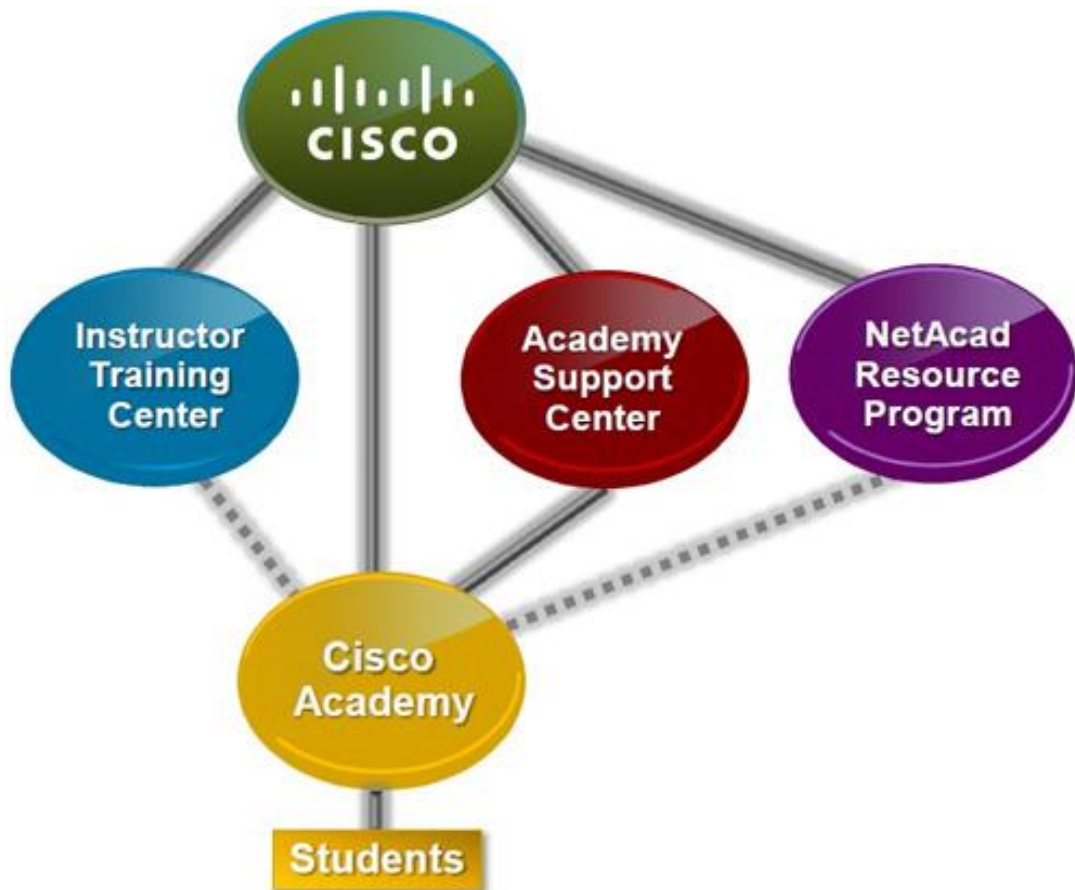 CISCO
Instructor
Training
Center
Academy
Support
Center
NetAcad
Resource
Program
Cisco
Academy
Students